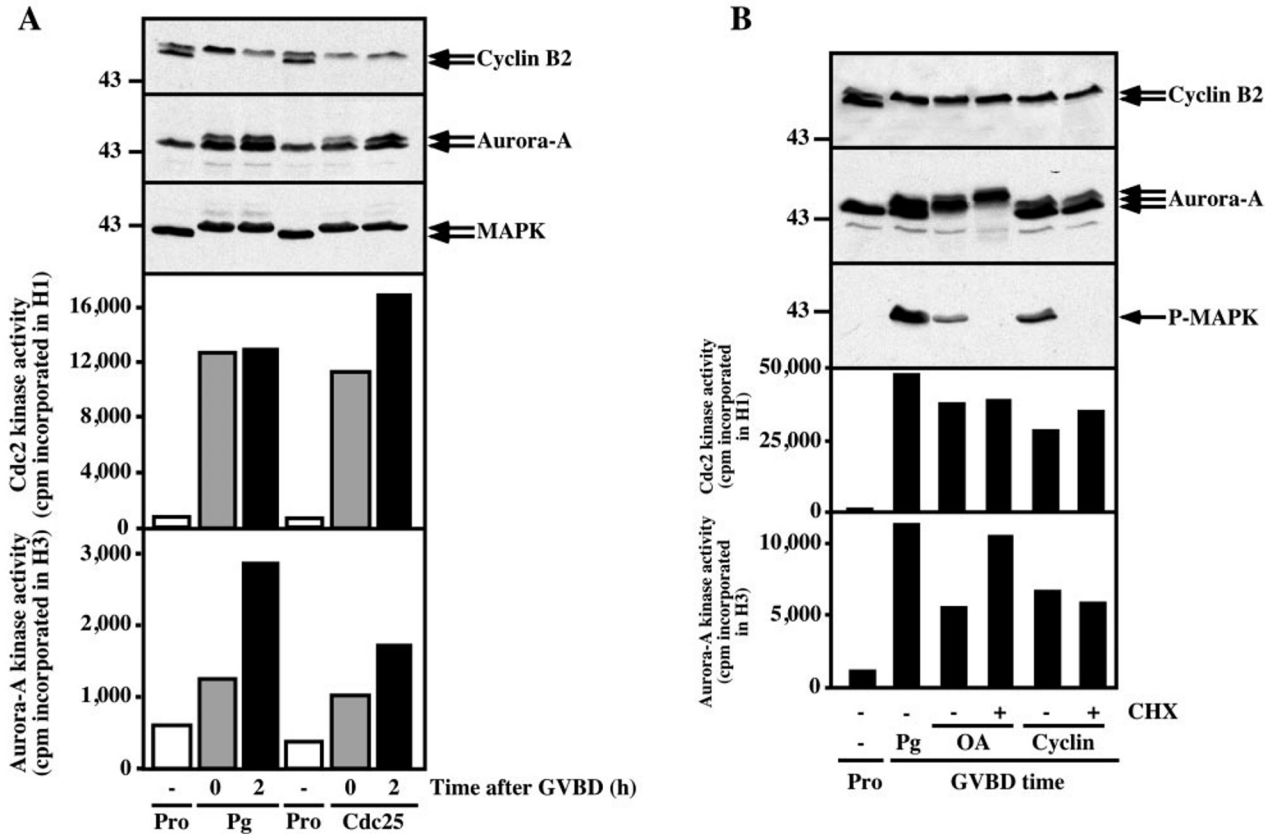 A
Cyclin B2
43
Aurora-A
43
MAPK
43
Cdc2 kinase activity
(cpm incorporated in H1)
16,000
12,000
8,000
4,000
0
Aurora-A kinase activity
(cpm incorporated in H3)
3,000
2,000
1,000
0
- 0 2 - 0 2 Time after GVBD (h)
Pro Pg Pro Cdc25
B
Cyclin B2
43
Aurora-A
43
P-MAPK
43
Cdc2 kinase activity
(cpm incorporated
in H1)
50,000
25,000
0
Aurora-A kinase activity
(cpm incorporated
in H3)
10,000
5,000
0
- - - + - + CHX
- Pg OA Cyclin
Pro GVBD time